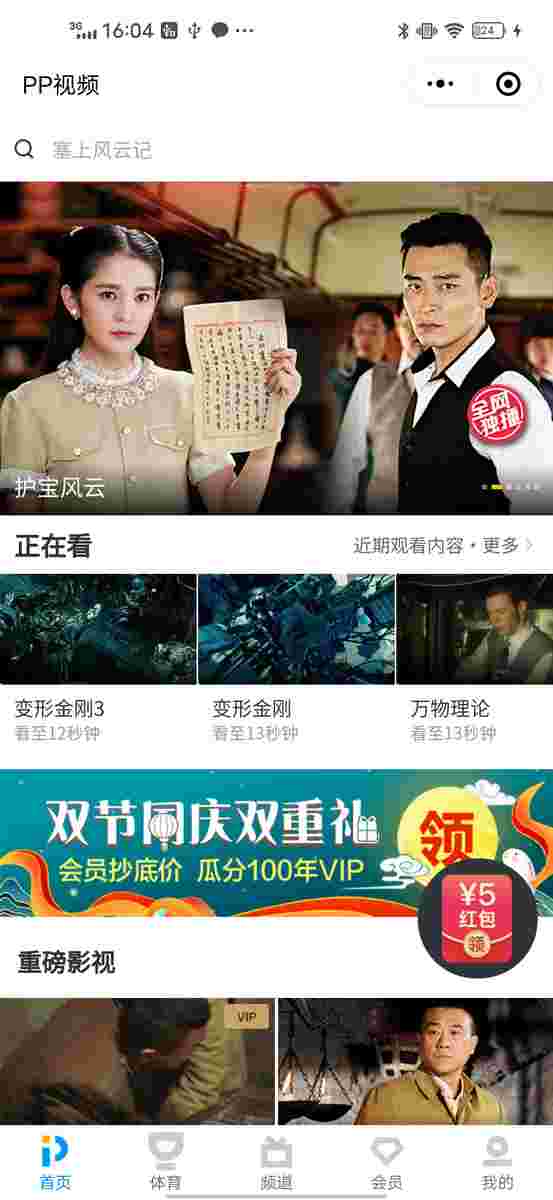 3G 16:04 24
PP视频
塞上风云记
全网
独播
护宝风云
正在看
近期观看内容·更多
变形金刚3
变形金刚
万物理论
看至12秒钟
看至13秒钟
看至13秒钟
双节同庆双重礼
领
会员抄底价 瓜分100年VIP
¥5
红包
领
重磅影视
VIP
首页
体育
频道
会员
我的